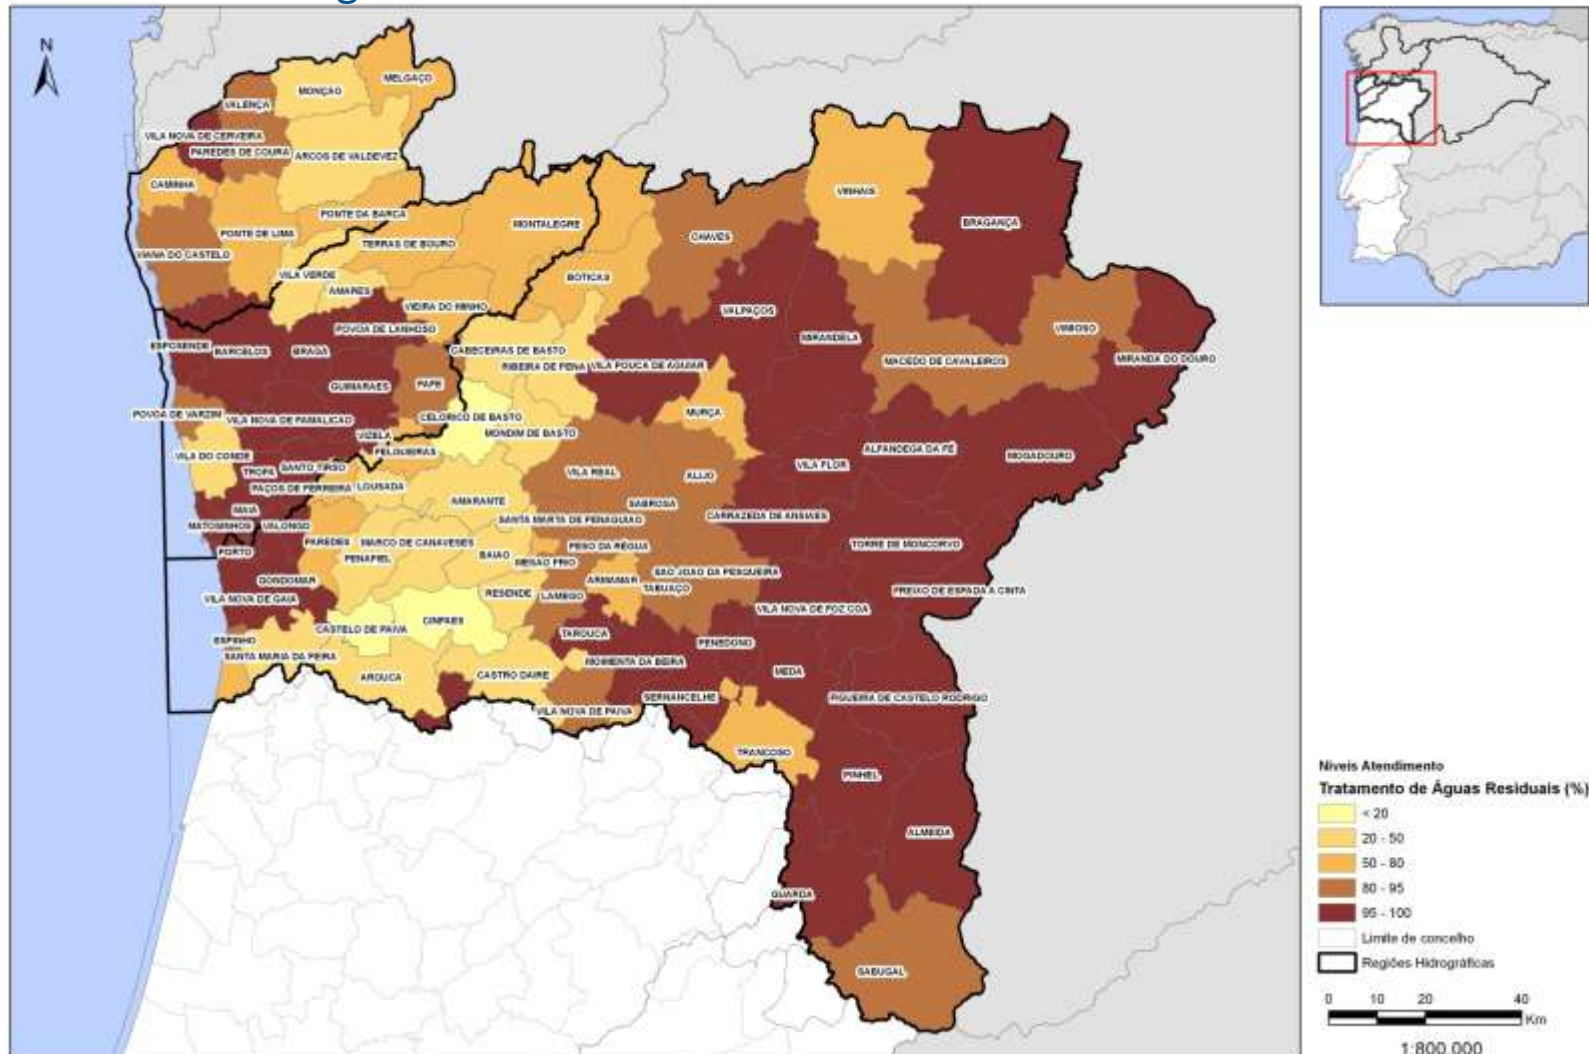 N
MELGAÇO
MONÇAO
VALENÇA
VILA NOVA DE CERVEIRA
PAREDES DE COURA
ARCOS DE VALDEVEZ
CAMINHA
VINHAIS
PONTE DA BARCA
BRAGANÇA
MONTALEGRE
PONTE DE LIMA
CHAVES
TERRAS DE BOURO
VIANA DO CASTELO
VILA VERDE
BOTICAS
AMARES
VIEIRA DO MINHO
VALPAÇOS
POVOA DE LANHOSO
VIMIOSO
MIRANDELA
ESPOSENDE
BARCELOS
BRAGA
CABECEIRAS DE BASTO
MACEDO DE CAVALEIROS
MIRANDA DO DOURO
RIBEIRA DE PENA
VILA POUCA DE AGUIAR
GUIMARAES
FAFE
POVOA DE VARZIM
VILA NOVA DE FAMALICAO
CELORICO DE BASTO
MURÇA
VIZELA
MONDIM DE BASTO
FELGUEIRAS
ALFANDEGA DA FÉ
MOGADOURO
VILA DO CONDE
TROFA
SANTO TIRSO
VILA FLOR
VILA REAL
ALIJO
PAÇOS DE FERREIRA
LOUSADA
AMARANTE
SABROSA
MAIA
SANTA MARTA DE PENAGUIAO
CARRAZEDA DE ANSIAES
MATOSINHOS
VALONGO
PAREDES
MARCO DE CANAVESES
PORTO
PENAFIEL
BAIAO
MESAO FRIO
PESO DA RÉGUA
TORRE DE MONCORVO
GONDOMAR
ARMAMAR
SAO JOAO DA PESQUEIRA
TABUAÇO
VILA NOVA DE GAIA
RESENDE
LAMEGO
FREIXO DE ESPADA A CINTA
VILA NOVA DE FOZ COA
CINFAES
CASTELO DE PAIVA
ESPINHO
TAROUCA
PENEDONO
SANTA MARIA DA FEIRA
MOIMENTA DA BEIRA
MEDA
AROUCA
CASTRO DAIRE
SERNANCELHE
FIGUEIRA DE CASTELO RODRIGO
VILA NOVA DE PAIVA
TRANCOSO
PINHEL
ALMEIDA
GUARDA
SABUGAL
Níveis Atendimento
Tratamento de Águas Residuais (%)
< 20
20 - 50
50 - 80
80 - 95
95 - 100
Limite de concelho
Regiões Hidrográficas
0 10 20 40
Km
1:800.000